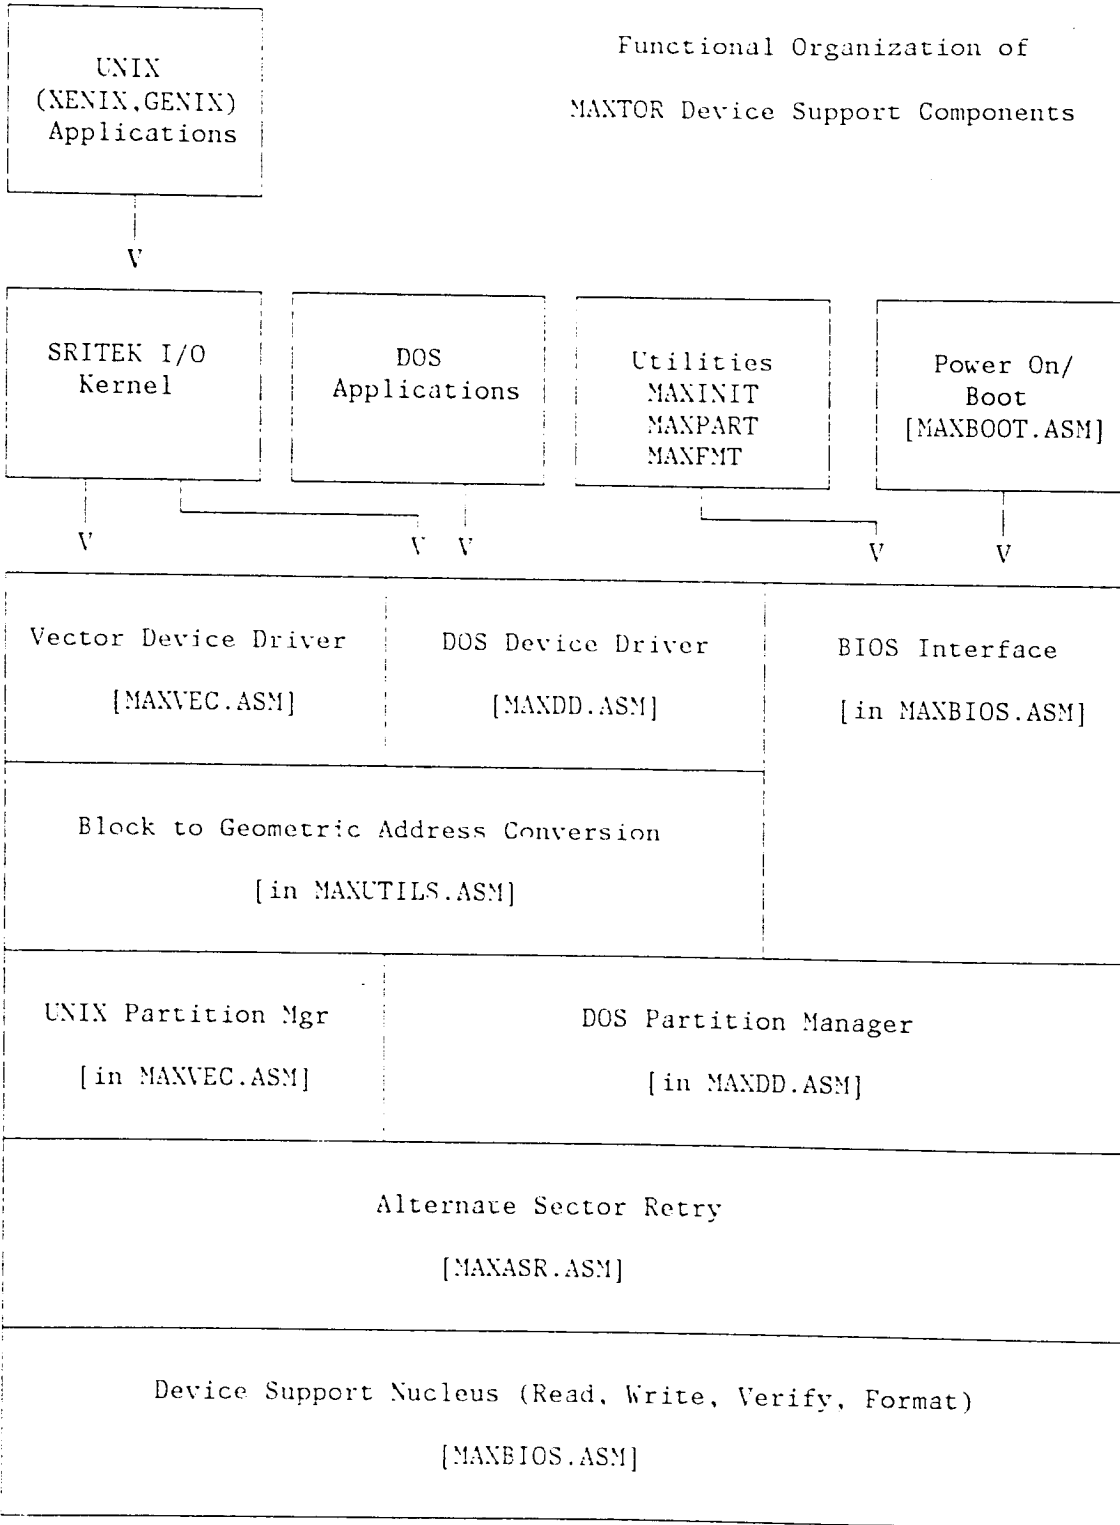 Functional Organization of
MAXTOR Device Support Components
UNIX
(XENIX,GENIX)
Applications
V
SRITEK I/O
Kernel
DOS
Applications
Utilities
MAXINIT
MAXPART
MAXFMT
Power On/
Boot
[MAXBOOT.ASM]
V
V V
V
V
Vector Device Driver
[MAXVEC.ASM]
DOS Device Driver
[MAXDD.ASM]
BIOS Interface
[in MAXBIOS.ASM]
Block to Geometric Address Conversion
[in MAXUTILS.ASM]
UNIX Partition Mgr
[in MAXVEC.ASM]
DOS Partition Manager
[in MAXDD.ASM]
Alternate Sector Retry
[MAXASR.ASM]
Device Support Nucleus (Read, Write, Verify, Format)
[MAXBIOS.ASM]